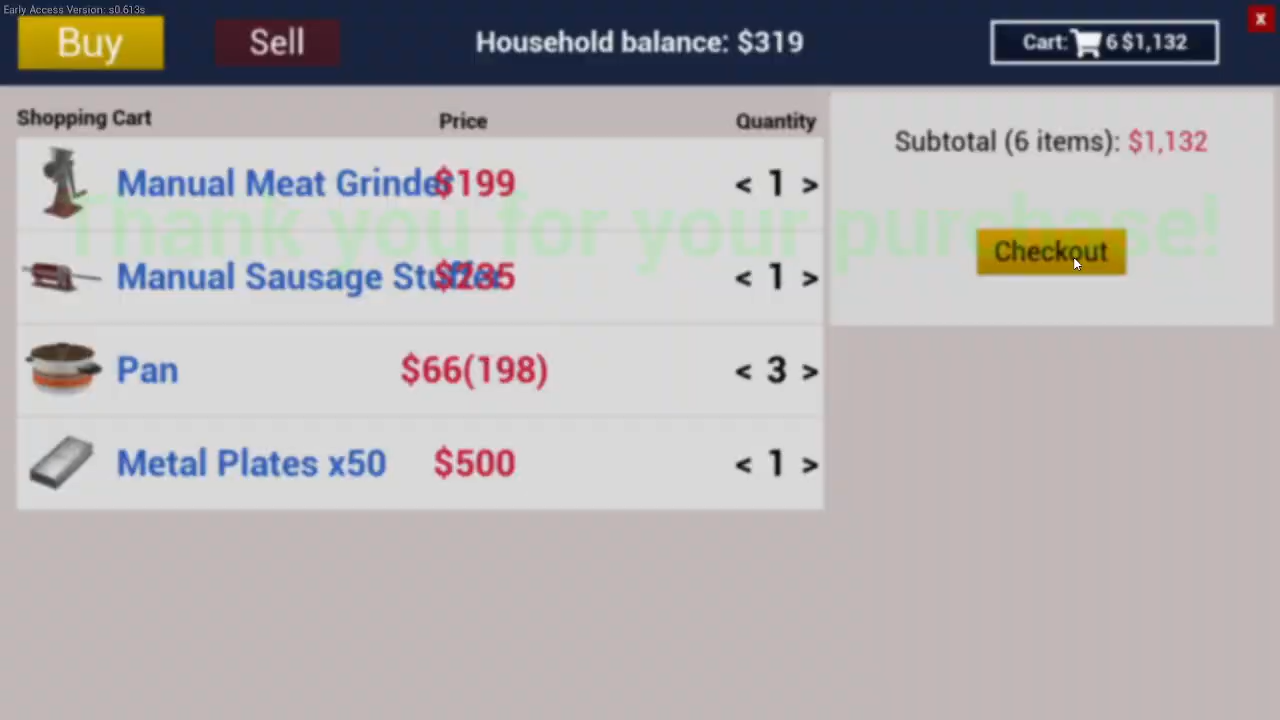 Early Access Version: s0.613s
Buy
Sell
Household balance: $319
Cart: 6 $1,132
x
Shopping Cart
Price
Quantity
Subtotal (6 items): $1,132
Manual Meat Grinder
$199
< 1 >
Thank you for your purchase!
Checkout
Manual Sausage Stuffer
$235
< 1 >
Pan
$66(198)
< 3 >
Metal Plates x50
$500
< 1 >